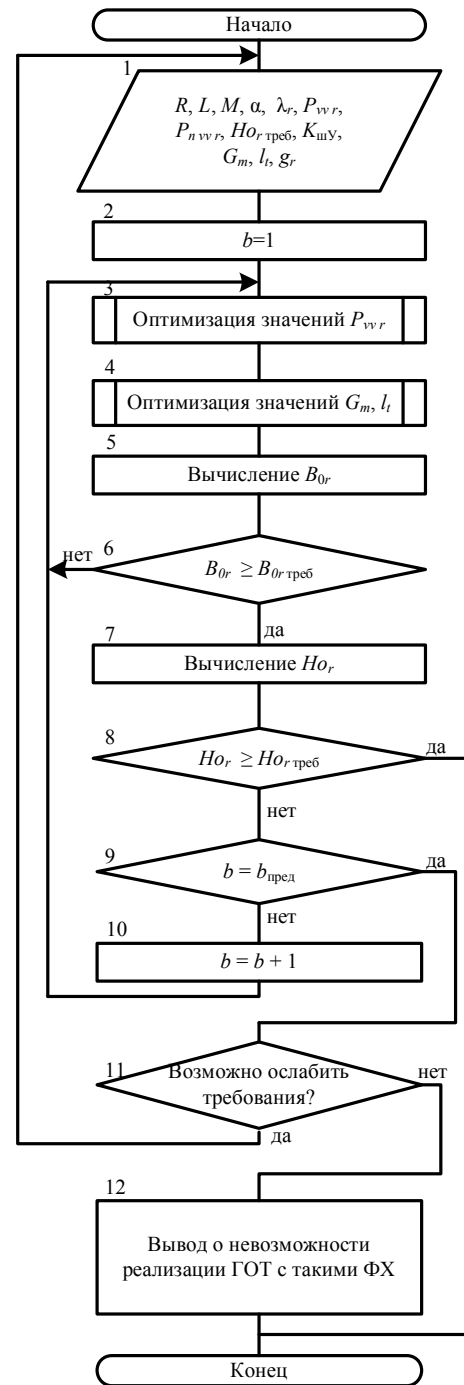 Начало
1
R, L, M, α, λr, Pvv r,
Pn vv r, Hor треб, KшУ,
Gm, lt, gr
2
b=1
3
Оптимизация значений Pvv r
4
Оптимизация значений Gm, lt
5
Вычисление B0r
нет
6
B0r ≥ B0r треб
да
7
Вычисление Hor
8
Hor ≥ Hor треб
да
нет
9
b = bпред
да
нет
10
b = b + 1
11
Возможно ослабить
требования?
нет
да
12
Вывод о невозможности
реализации ГОТ с такими ФХ
Конец